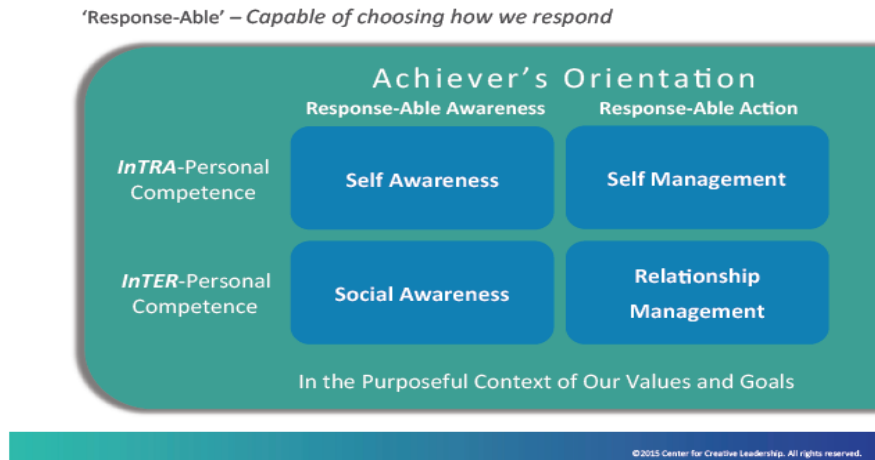 'Response-Able' – Capable of choosing how we respond
Achiever's Orientation
Response-Able Awareness
Response-Able Action
InTRA-Personal
Competence
Self Awareness
Self Management
InTER-Personal
Competence
Social Awareness
Relationship
Management
In the Purposeful Context of Our Values and Goals
©2015 Center for Creative Leadership. All rights reserved.